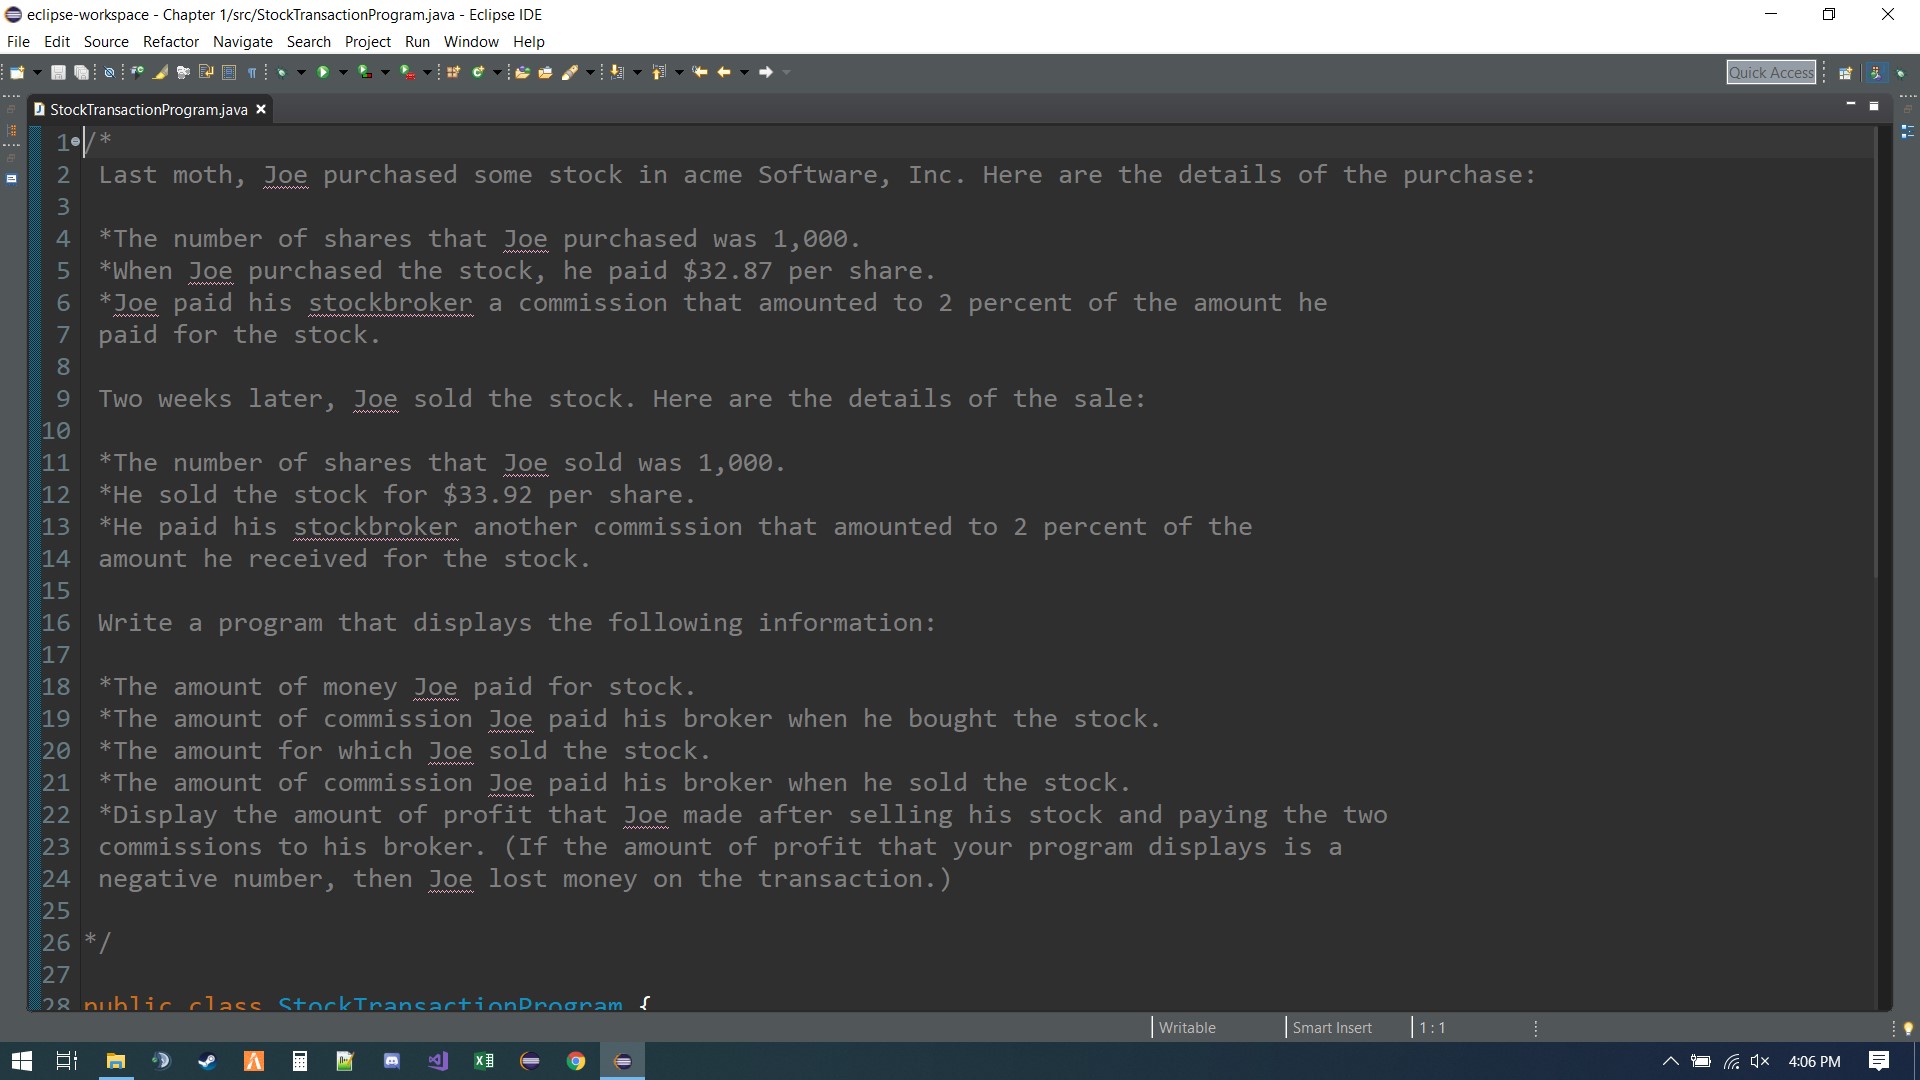 eclipse-workspace - Chapter 1/src/StockTransactionProgram.java - Eclipse IDE
File Edit Source Refactor Navigate Search Project Run Window Help
Quick Access
StockTransactionProgram.java
1 /*
2 Last moth, Joe purchased some stock in acme Software, Inc. Here are the details of the purchase:
3
4 *The number of shares that Joe purchased was 1,000.
5 *When Joe purchased the stock, he paid $32.87 per share.
6 *Joe paid his stockbroker a commission that amounted to 2 percent of the amount he
7 paid for the stock.
8
9 Two weeks later, Joe sold the stock. Here are the details of the sale:
10
11 *The number of shares that Joe sold was 1,000.
12 *He sold the stock for $33.92 per share.
13 *He paid his stockbroker another commission that amounted to 2 percent of the
14 amount he received for the stock.
15
16 Write a program that displays the following information:
17
18 *The amount of money Joe paid for stock.
19 *The amount of commission Joe paid his broker when he bought the stock.
20 *The amount for which Joe sold the stock.
21 *The amount of commission Joe paid his broker when he sold the stock.
22 *Display the amount of profit that Joe made after selling his stock and paying the two
23 commissions to his broker. (If the amount of profit that your program displays is a
24 negative number, then Joe lost money on the transaction.)
25
26 */
27
28 public class StockTransactionProgram {
Writable Smart Insert 1 : 1
4:06 PM